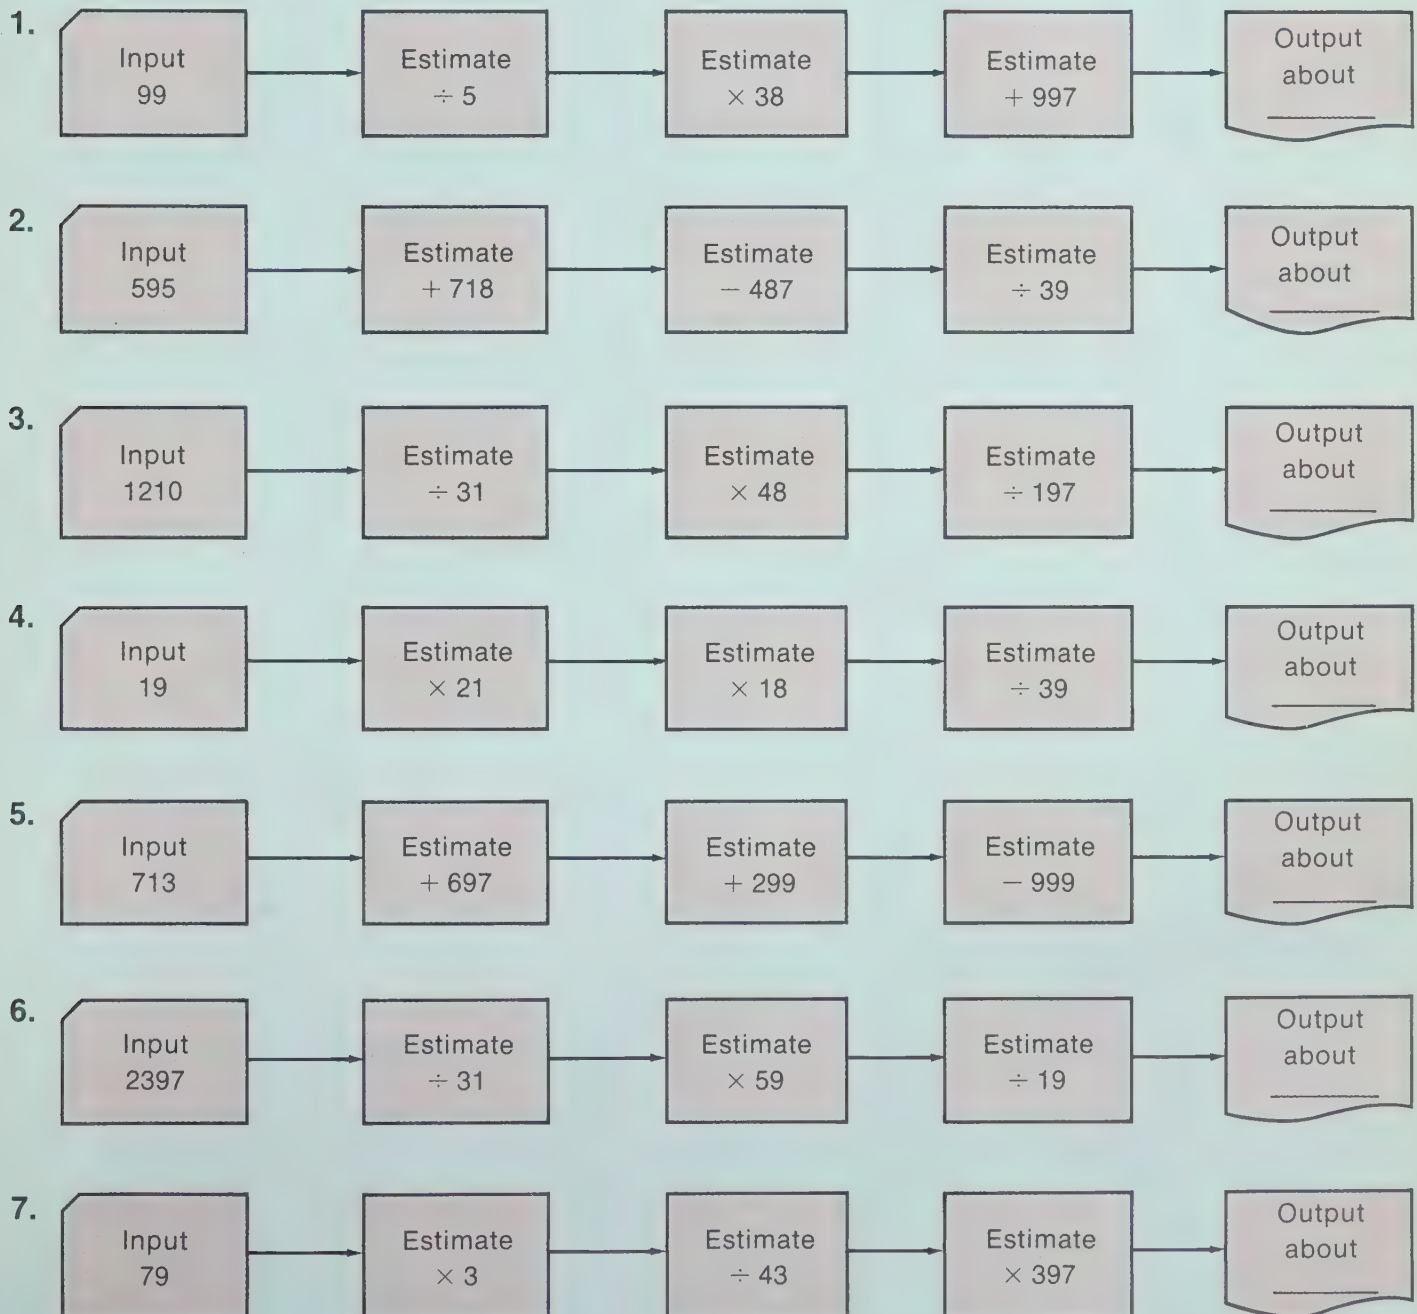 1.
Input
99
Estimate
÷ 5
Estimate
× 38
Estimate
+ 997
Output
about
2.
Input
595
Estimate
+ 718
Estimate
− 487
Estimate
÷ 39
Output
about
3.
Input
1210
Estimate
÷ 31
Estimate
× 48
Estimate
÷ 197
Output
about
4.
Input
19
Estimate
× 21
Estimate
× 18
Estimate
÷ 39
Output
about
5.
Input
713
Estimate
+ 697
Estimate
+ 299
Estimate
− 999
Output
about
6.
Input
2397
Estimate
÷ 31
Estimate
× 59
Estimate
÷ 19
Output
about
7.
Input
79
Estimate
× 3
Estimate
÷ 43
Estimate
× 397
Output
about